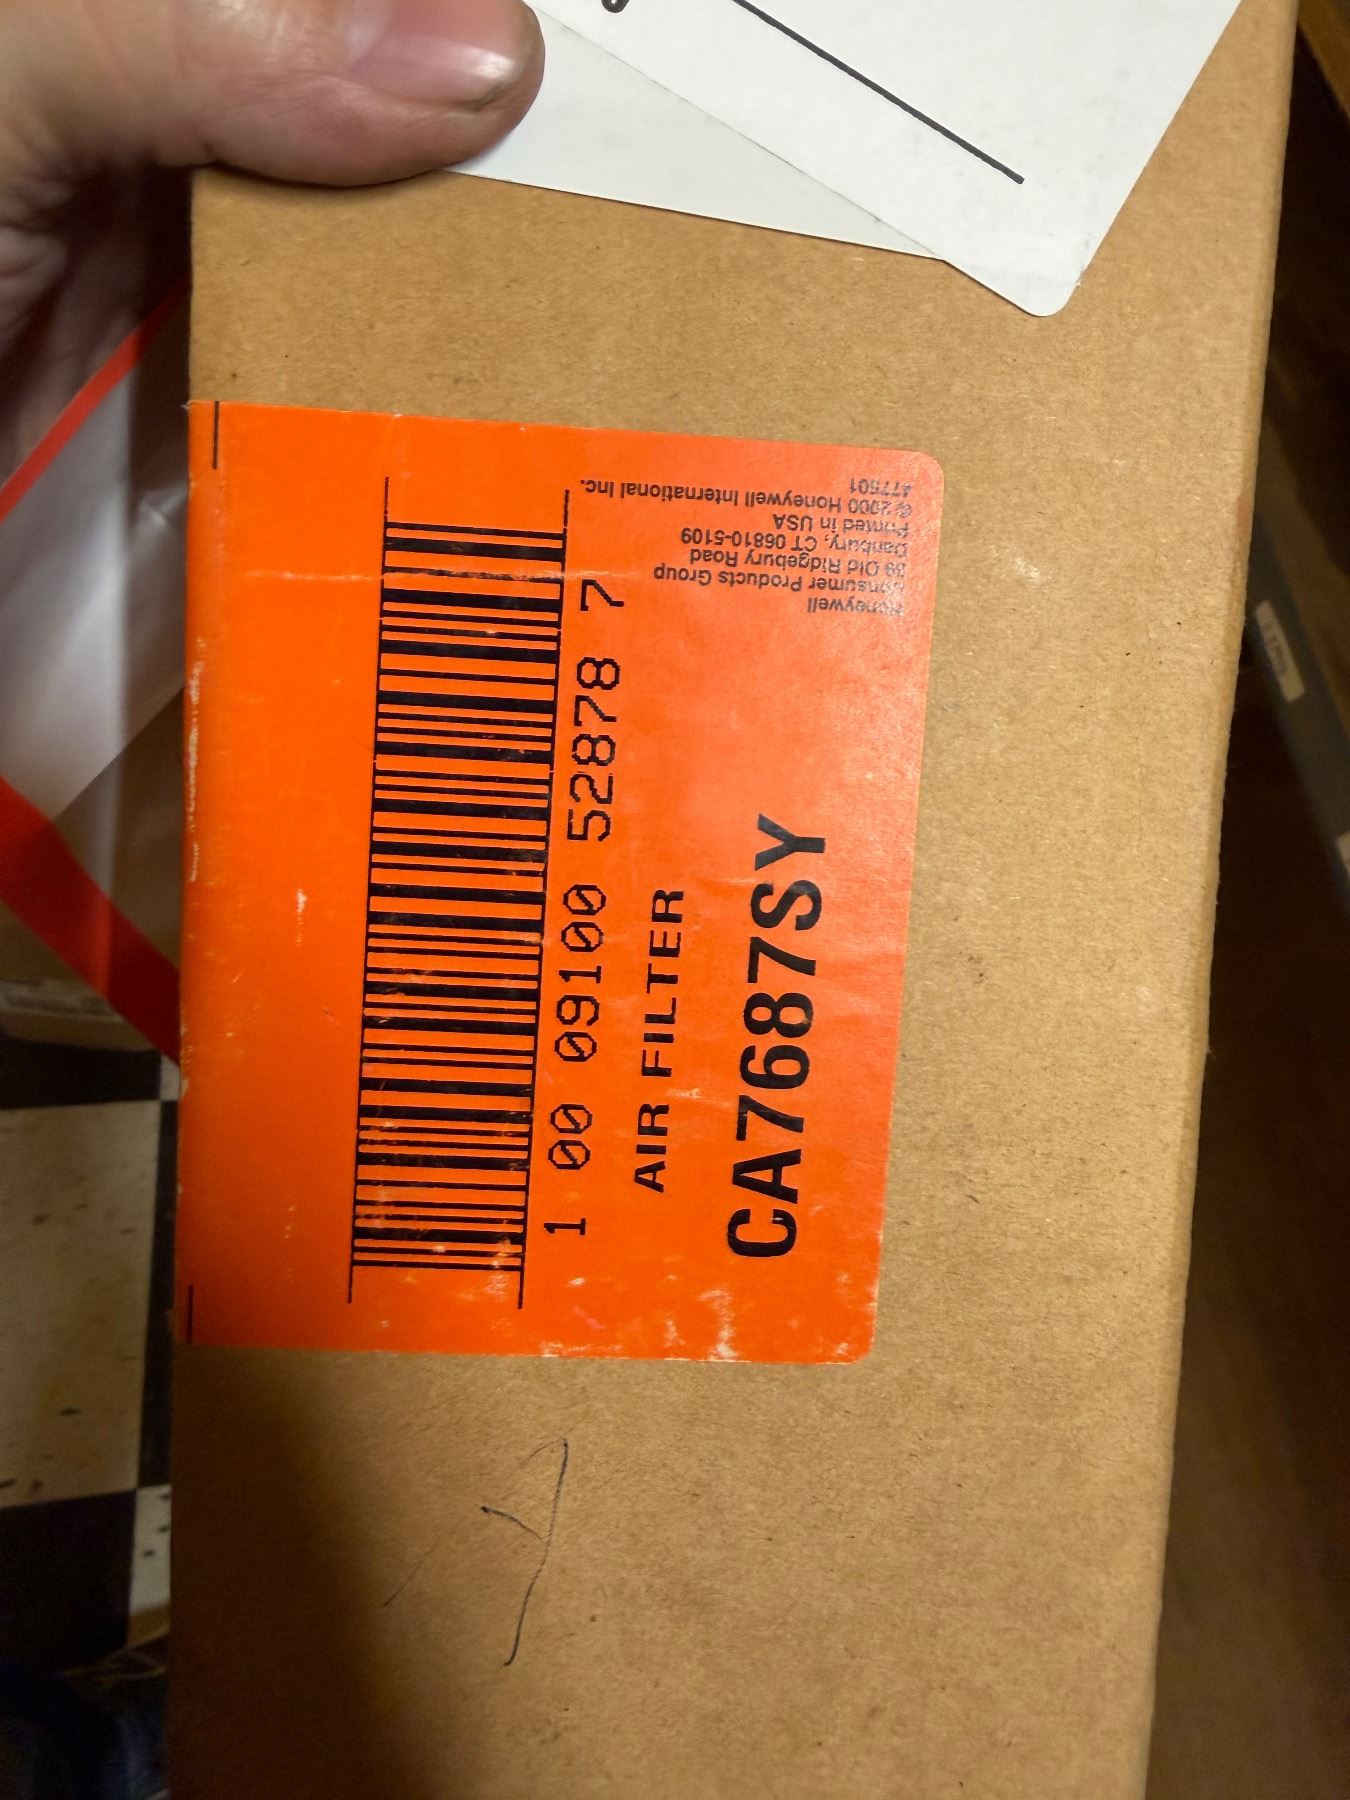 1 00 09100 52878 7
AIR FILTER
CA7687SY
Honeywell
Consumer Products Group
39 Old Ridgebury Road
Danbury, CT 06810-5109
Printed in USA
© 2000 Honeywell International Inc.
477501